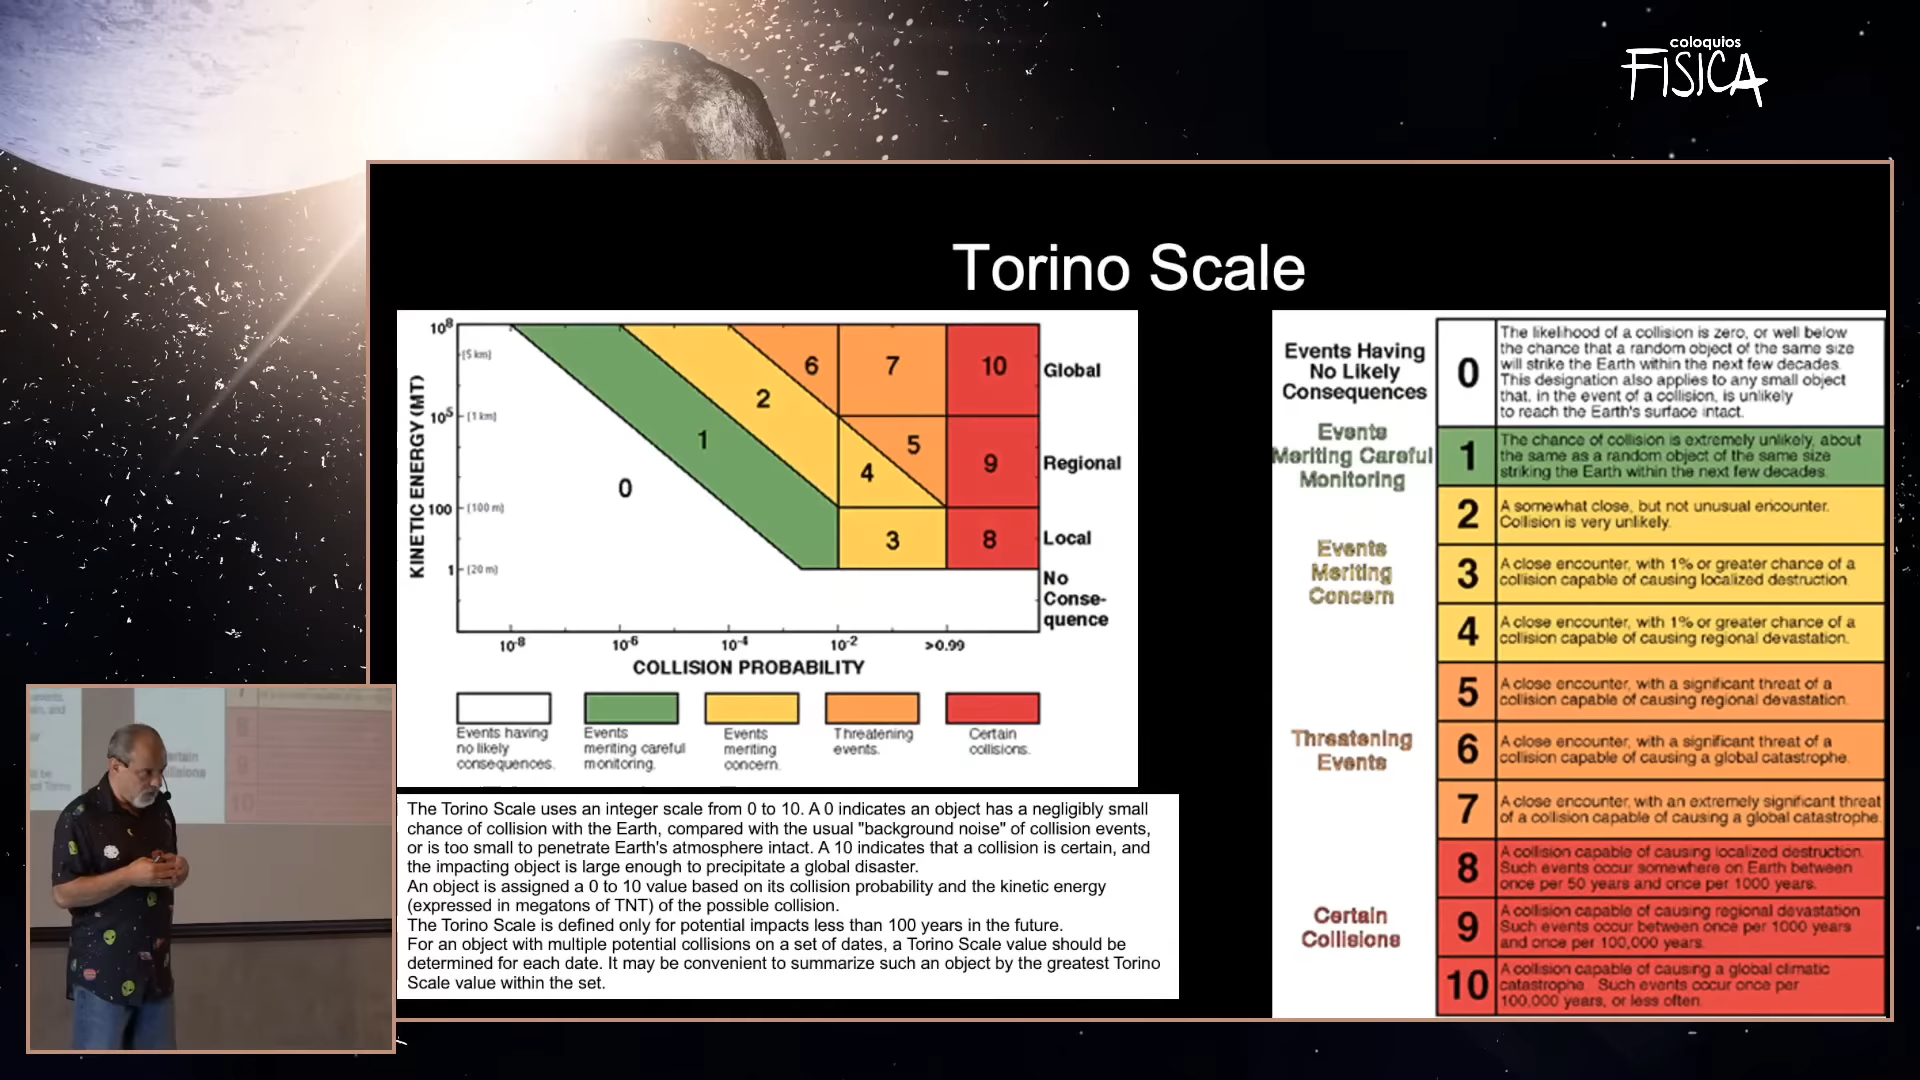 coloquios
FISICA
Torino Scale
10⁸
(5 km)
10⁵
(1 km)
100
(100 m)
1
(20 m)
KINETIC ENERGY (MT)
0
1
2
3
4
5
6
7
8
9
10
Global
Regional
Local
No
Conse-
quence
10⁻⁸
10⁻⁶
10⁻⁴
10⁻²
>0.99
COLLISION PROBABILITY
Events having
no likely
consequences.
Events
meriting careful
monitoring.
Events
meriting
concern.
Threatening
events.
Certain
collisions.
The Torino Scale uses an integer scale from 0 to 10. A 0 indicates an object has a negligibly small
chance of collision with the Earth, compared with the usual "background noise" of collision events,
or is too small to penetrate Earth's atmosphere intact. A 10 indicates that a collision is certain, and
the impacting object is large enough to precipitate a global disaster.
An object is assigned a 0 to 10 value based on its collision probability and the kinetic energy
(expressed in megatons of TNT) of the possible collision.
The Torino Scale is defined only for potential impacts less than 100 years in the future.
For an object with multiple potential collisions on a set of dates, a Torino Scale value should be
determined for each date. It may be convenient to summarize such an object by the greatest Torino
Scale value within the set.
Events Having
No Likely
Consequences
0
The likelihood of a collision is zero, or well below
the chance that a random object of the same size
will strike the Earth within the next few decades.
This designation also applies to any small object
that, in the event of a collision, is unlikely
to reach the Earth's surface intact.
Events
Meriting Careful
Monitoring
1
The chance of collision is extremely unlikely, about
the same as a random object of the same size
striking the Earth within the next few decades.
Events
Meriting
Concern
2
A somewhat close, but not unusual encounter.
Collision is very unlikely.
3
A close encounter, with 1% or greater chance of a
collision capable of causing localized destruction.
4
A close encounter, with 1% or greater chance of a
collision capable of causing regional devastation.
Threatening
Events
5
A close encounter, with a significant threat of a
collision capable of causing regional devastation.
6
A close encounter, with a significant threat of a
collision capable of causing a global catastrophe.
7
A close encounter, with an extremely significant threat
of a collision capable of causing a global catastrophe.
Certain
Collisions
8
A collision capable of causing localized destruction.
Such events occur somewhere on Earth between
once per 50 years and once per 1000 years.
9
A collision capable of causing regional devastation
Such events occur between once per 1000 years
and once per 100,000 years.
10
A collision capable of causing a global climatic
catastrophe. Such events occur once per
100,000 years, or less often.